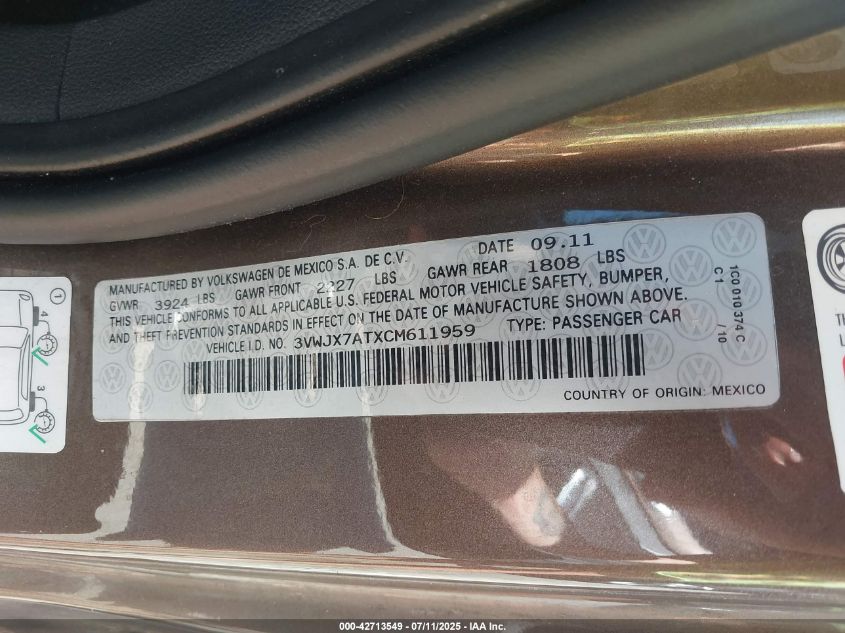 MANUFACTURED BY VOLKSWAGEN DE MEXICO S.A. DE C.V. DATE 09.11
GVWR 3924 LBS GAWR FRONT 2227 LBS GAWR REAR 1808 LBS
THIS VEHICLE CONFORMS TO ALL APPLICABLE U.S. FEDERAL MOTOR VEHICLE SAFETY, BUMPER,
AND THEFT PREVENTION STANDARDS IN EFFECT ON THE DATE OF MANUFACTURE SHOWN ABOVE.
VEHICLE I.D. NO. 3VWJX7ATXCM611959 TYPE: PASSENGER CAR
COUNTRY OF ORIGIN: MEXICO
1C0 010 374 C
C1 /10
1
4
3
000-42713549 - 07/11/2025 - IAA Inc.